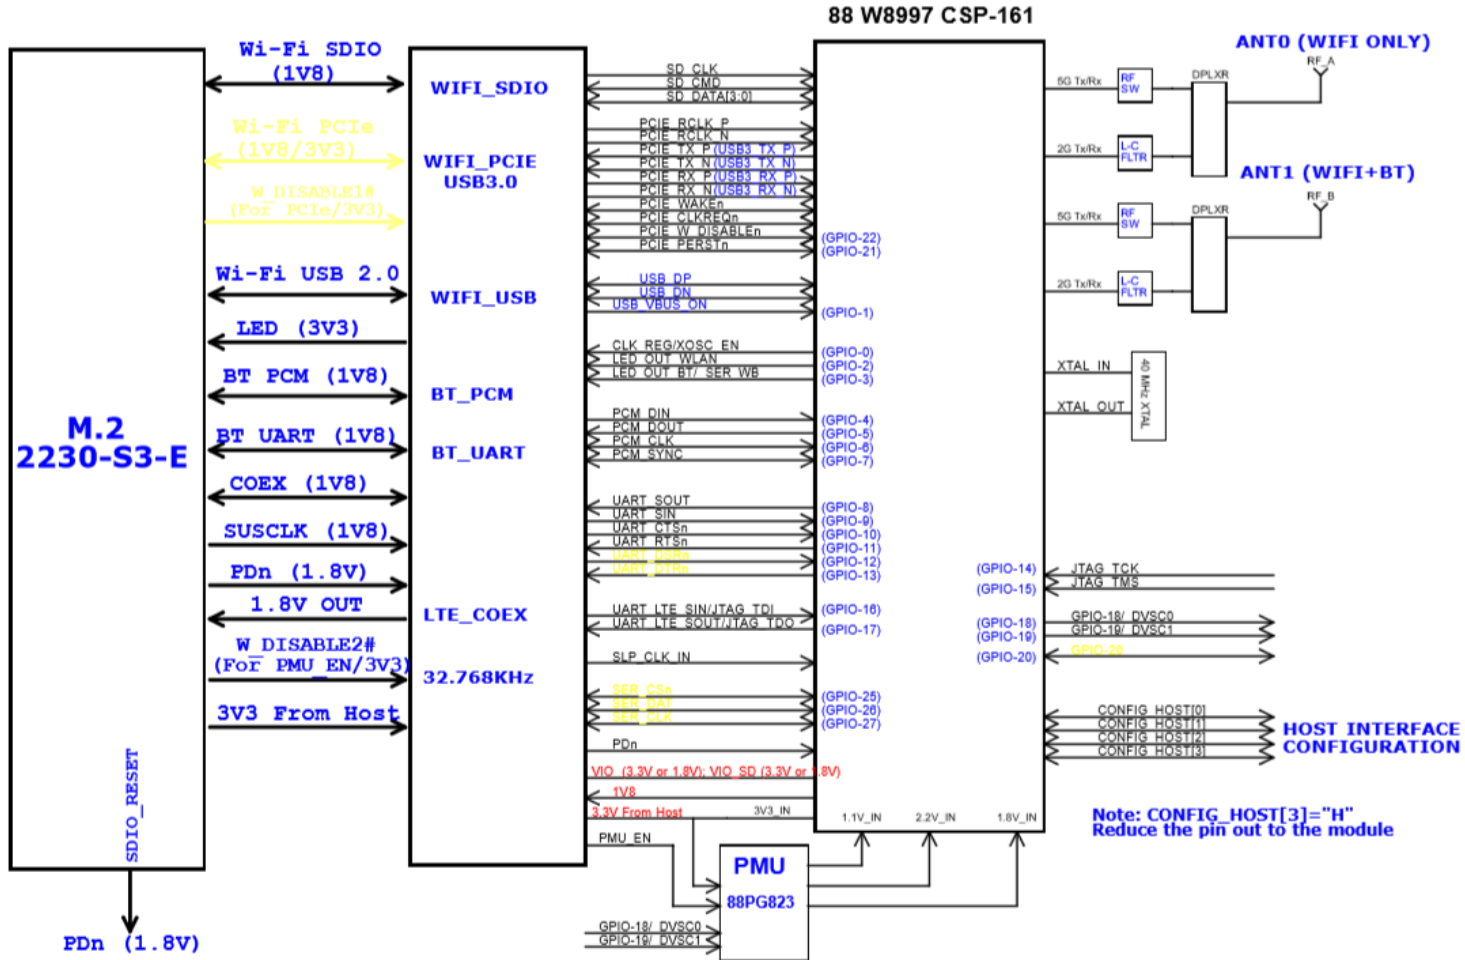 88 W8997 CSP-161
Wi-Fi SDIO
(1V8)
Wi-Fi PCIe
(1V8/3V3)
W_DISABLE1#
(For PCIe/3V3)
Wi-Fi USB 2.0
LED (3V3)
BT PCM (1V8)
M.2
2230-S3-E
BT UART (1V8)
COEX (1V8)
SUSCLK (1V8)
PDn (1.8V)
1.8V OUT
W_DISABLE2#
(For PMU_EN/3V3)
3V3 From Host
SDIO_RESET
PDn (1.8V)
WIFI_SDIO
WIFI_PCIE
USB3.0
WIFI_USB
BT_PCM
BT_UART
LTE_COEX
32.768KHz
SD_CLK
SD_CMD
SD_DATA[3:0]
PCIE_RCLK_P
PCIE_RCLK_N
PCIE_TX_P(USB3_TX_P)
PCIE_TX_N(USB3_TX_N)
PCIE_RX_P(USB3_RX_P)
PCIE_RX_N(USB3_RX_N)
PCIE_WAKEn
PCIE_CLKREQn
PCIE_W_DISABLEn (GPIO-22)
PCIE_PERSTn (GPIO-21)
USB_DP
USB_DN
USB_VBUS_ON (GPIO-1)
CLK_REG/XOSC_EN (GPIO-0)
LED_OUT_WLAN (GPIO-2)
LED_OUT_BT/ SER_WB (GPIO-3)
PCM_DIN (GPIO-4)
PCM_DOUT (GPIO-5)
PCM_CLK (GPIO-6)
PCM_SYNC (GPIO-7)
UART_SOUT (GPIO-8)
UART_SIN (GPIO-9)
UART_CTSn (GPIO-10)
UART_RTSn (GPIO-11)
UART_DSRn (GPIO-12)
UART_DTRn (GPIO-13)
UART_LTE_SIN/JTAG_TDI (GPIO-16)
UART_LTE_SOUT/JTAG_TDO (GPIO-17)
SLP_CLK_IN
SER_CSn (GPIO-25)
SER_DAT (GPIO-26)
SER_CLK (GPIO-27)
PDn
VIO (3.3V or 1.8V); VIO_SD (3.3V or 1.8V)
1V8
3.3V From Host 3V3_IN
PMU_EN
1.1V_IN 2.2V_IN 1.8V_IN
PMU
88PG823
GPIO-18/ DVSC0
GPIO-19/ DVSC1
ANT0 (WIFI ONLY)
RF_A
5G Tx/Rx
RF
SW
DPLXR
2G Tx/Rx
L-C
FLTR
ANT1 (WIFI+BT)
RF_B
5G Tx/Rx
RF
SW
DPLXR
2G Tx/Rx
L-C
FLTR
XTAL_IN
XTAL_OUT
40 MHz XTAL
(GPIO-14) JTAG_TCK
(GPIO-15) JTAG_TMS
(GPIO-18) GPIO-18/ DVSC0
(GPIO-19) GPIO-19/ DVSC1
(GPIO-20) GPIO-20
CONFIG_HOST[0]
CONFIG_HOST[1]
CONFIG_HOST[2]
CONFIG_HOST[3]
HOST INTERFACE
CONFIGURATION
Note: CONFIG_HOST[3]="H"
Reduce the pin out to the module